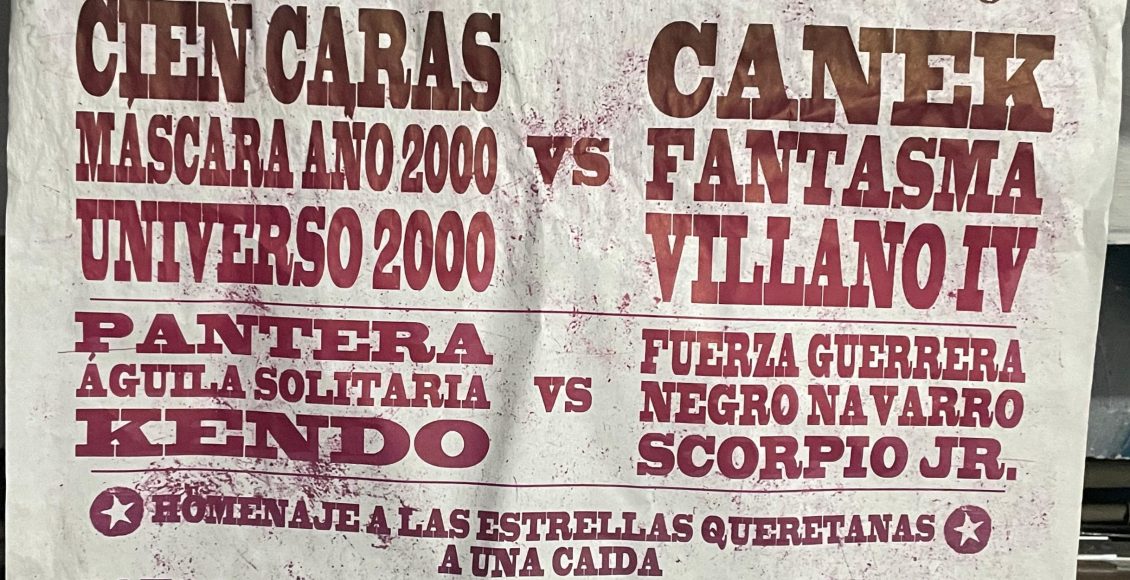 CIEN CARAS
MÁSCARA AÑO 2000
UNIVERSO 2000
VS
CANEK
FANTASMA
VILLANO IV
PANTERA
ÁGUILA SOLITARIA
KENDO
VS
FUERZA GUERRERA
NEGRO NAVARRO
SCORPIO JR.
HOMENAJE A LAS ESTRELLAS QUERETANAS
A UNA CAIDA